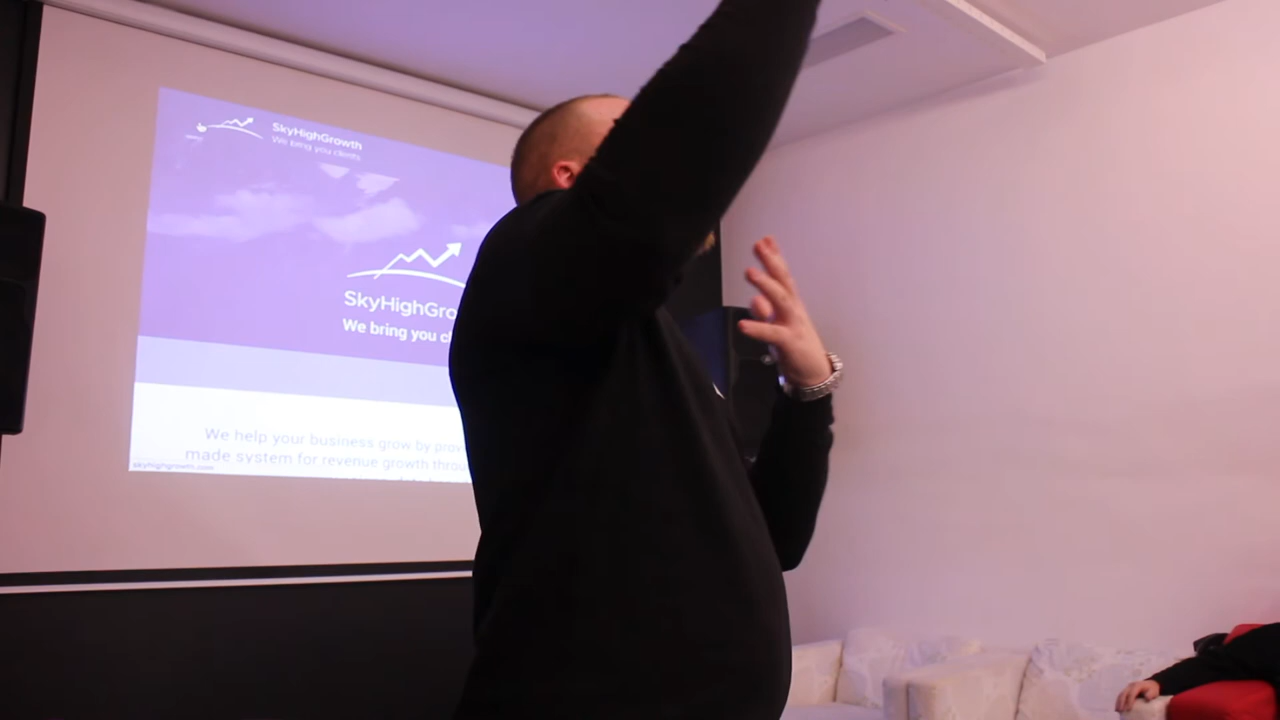 SkyHighGrowth
We bring you clients
SkyHighGro
We bring you cl
We help your business grow by prov
made system for revenue growth throu
skyhighgrowth.com